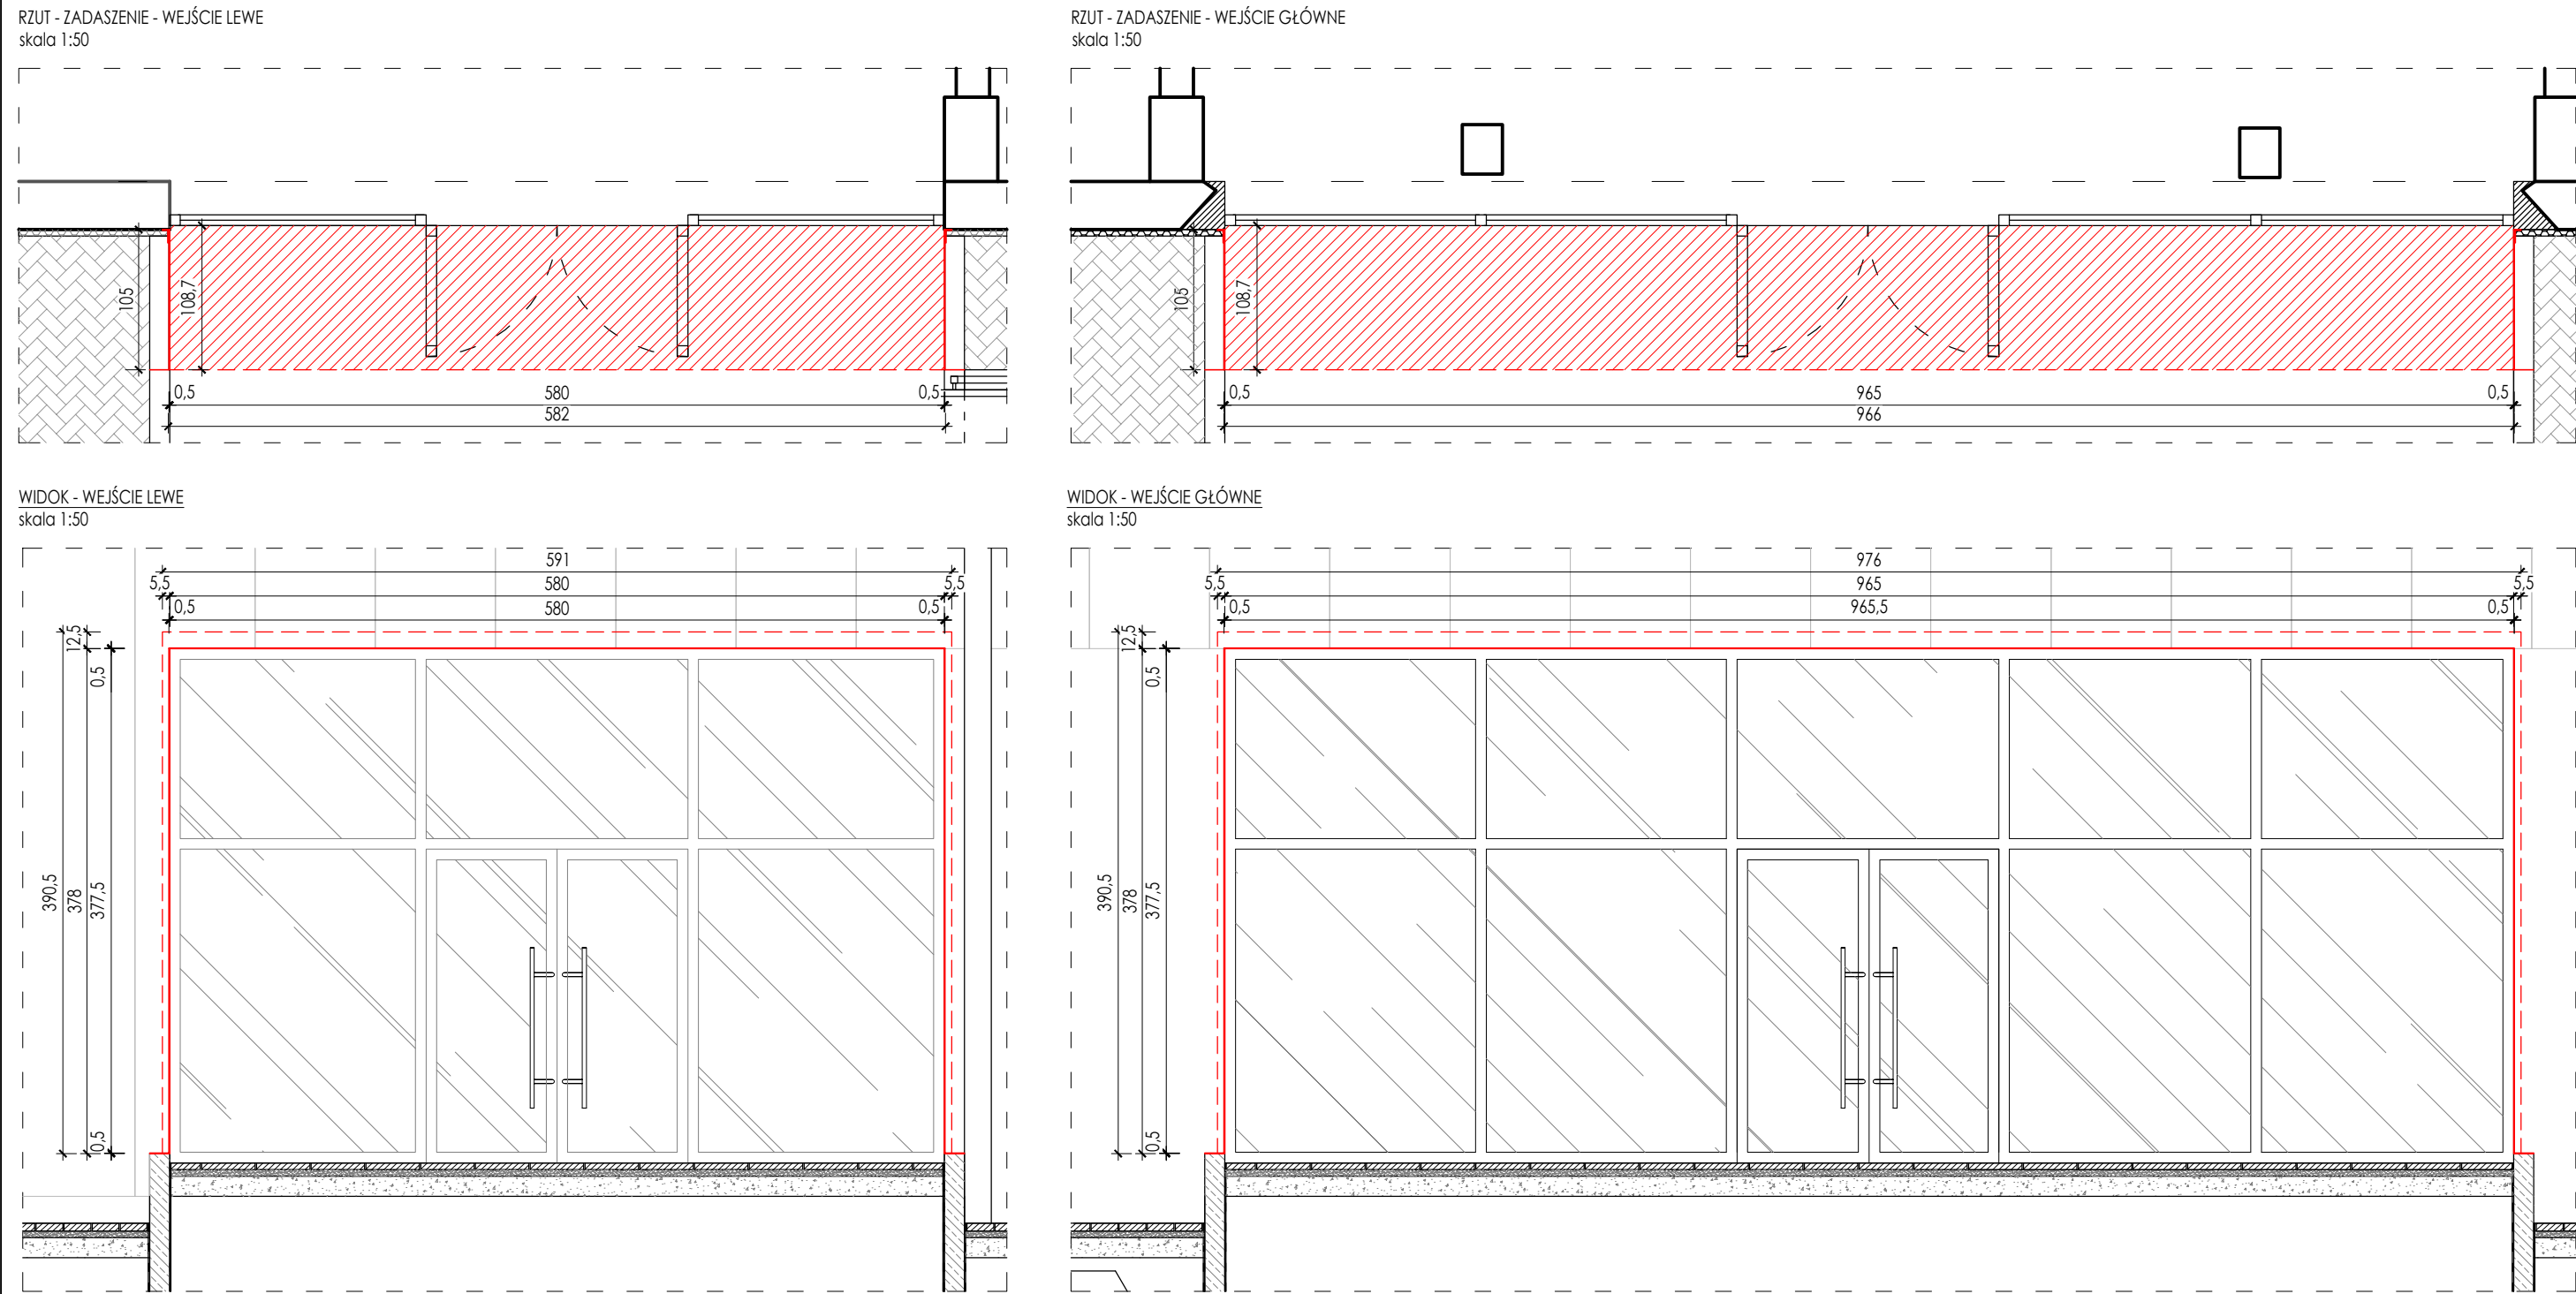 RZUT - ZADASZENIE - WEJŚCIE LEWE
skala 1:50
105
108,7
0,5 580 0,5
582
RZUT - ZADASZENIE - WEJŚCIE GŁÓWNE
skala 1:50
105
108,7
0,5 965 0,5
966
WIDOK - WEJŚCIE LEWE
skala 1:50
591
5,5 580 5,5
0,5 580 0,5
12,5
0,5
390,5
378
377,5
0,5
WIDOK - WEJŚCIE GŁÓWNE
skala 1:50
976
5,5 965 5,5
0,5 965,5 0,5
12,5
0,5
390,5
378
377,5
0,5